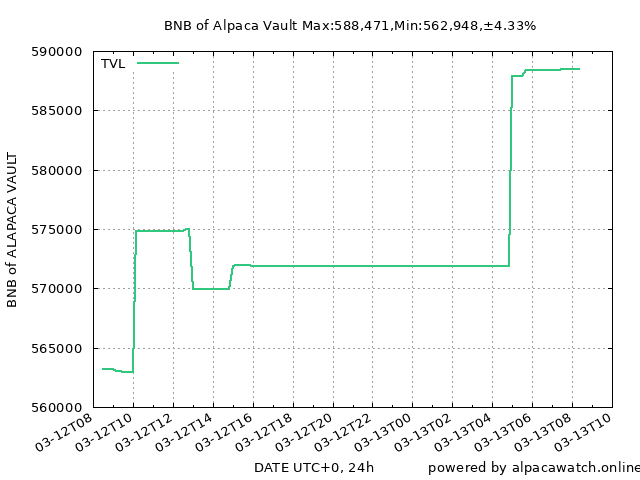 BNB of Alpaca Vault Max:588,471,Min:562,948,±4.33%
TVL
BNB of ALAPACA VAULT
590000
585000
580000
575000
570000
565000
560000
03-12T08
03-12T10
03-12T12
03-12T14
03-12T16
03-12T18
03-12T20
03-12T22
03-13T00
03-13T02
03-13T04
03-13T06
03-13T08
03-13T10
DATE UTC+0, 24h
powered by alpacawatch.online